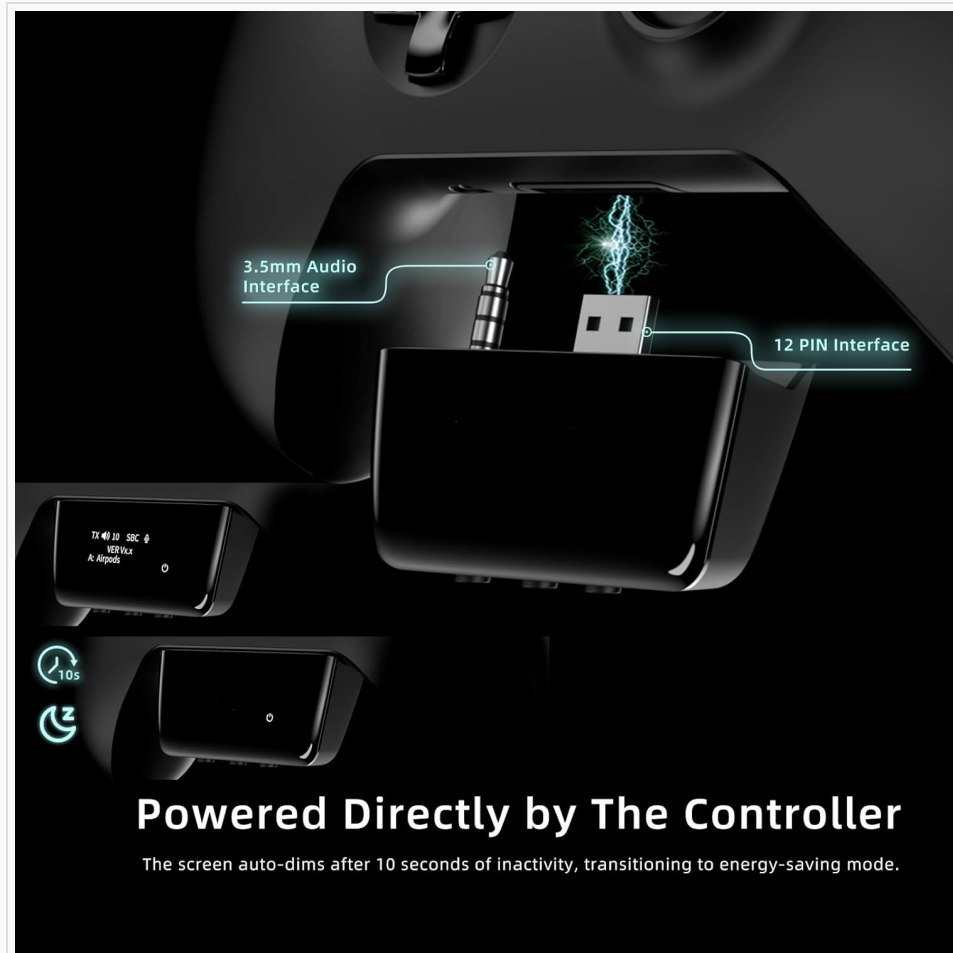 3.5mm Audio
Interface
12 PIN Interface
TX 10 SBC
VER Vx.x
A: Airpods
10s
Z
Powered Directly by The Controller
The screen auto-dims after 10 seconds of inactivity, transitioning to energy-saving mode.